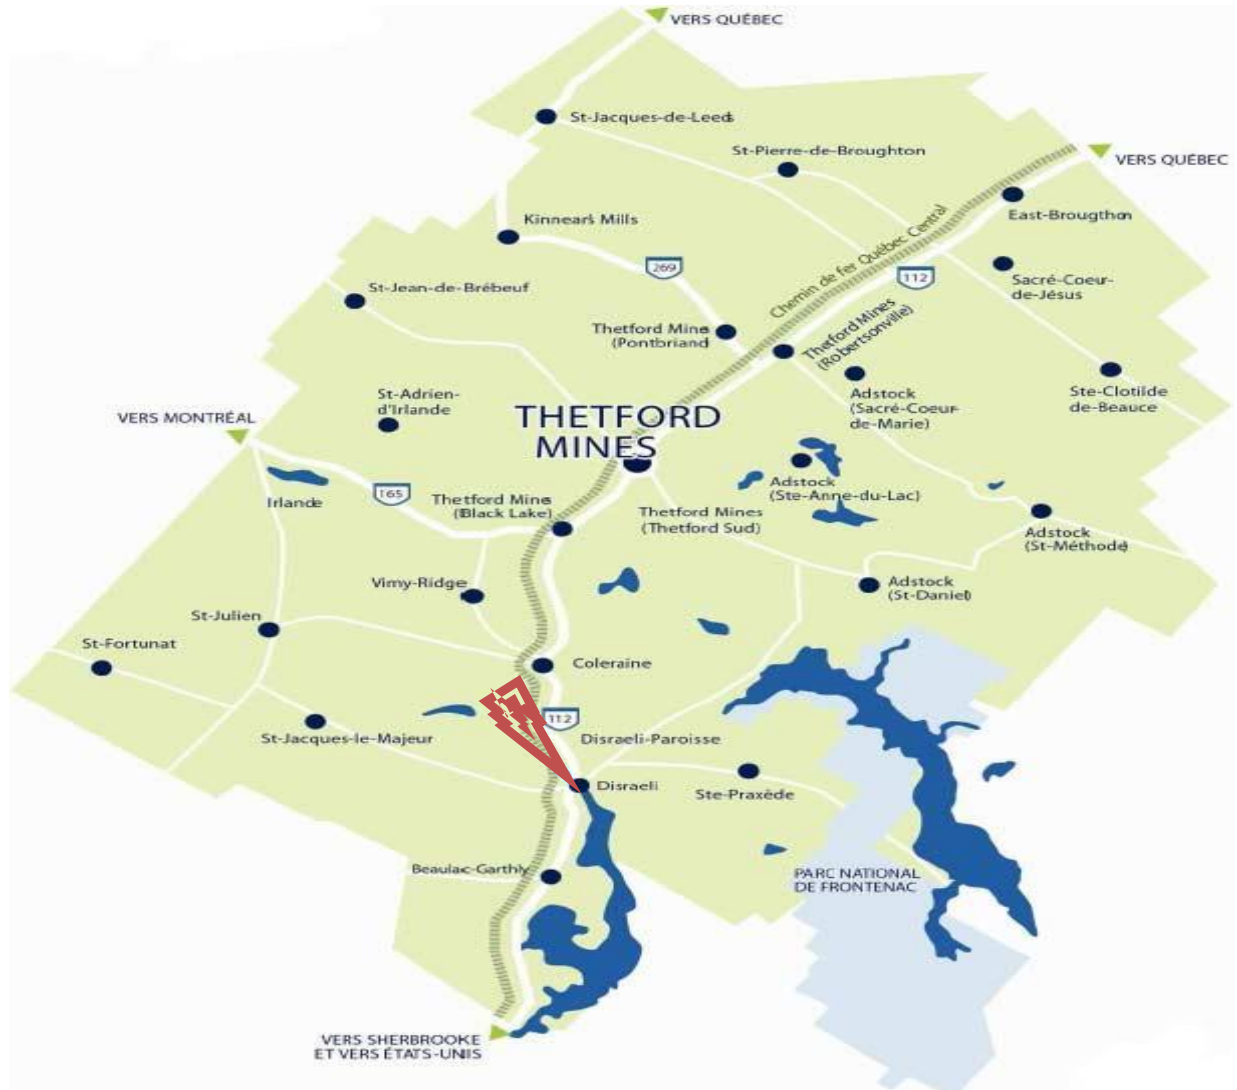 VERS QUÉBEC
St-Jacques-de-Leeds
St-Pierre-de-Broughton
VERS QUÉBEC
East-Brougthon
Kinnear's Mills
Chemin de fer Québec Central
269
112
Sacré-Coeur-
de-Jésus
St-Jean-de-Brébeuf
Thetford Mines
(Pontbriand)
Thetford Mines
(Robertsonville)
St-Adrien-
d'Irlande
Adstock
(Sacré-Coeur-
de-Marie)
Ste-Clotilde
de-Beauce
VERS MONTRÉAL
THETFORD
MINES
Irlande
165
Thetford Mines
(Black Lake)
Adstock
(Ste-Anne-du-Lac)
Thetford Mines
(Thetford Sud)
Adstock
(St-Méthode)
Vimy-Ridge
Adstock
(St-Daniel)
St-Julien
St-Fortunat
Coleraine
112
St-Jacques-le-Majeur
Disraeli-Paroisse
Disraeli
Ste-Praxède
Beaulac-Garthly
PARC NATIONAL
DE FRONTENAC
VERS SHERBROOKE
ET VERS ÉTATS-UNIS